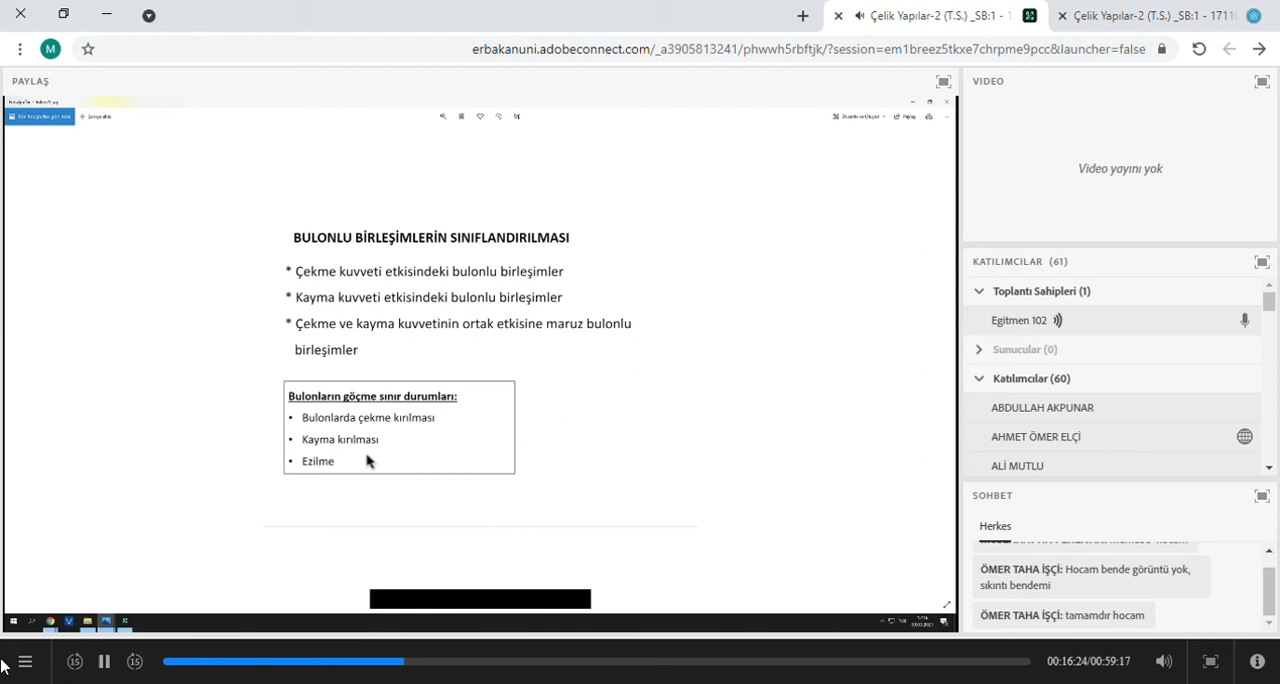 Çelik Yapılar-2 (T.S.) _SB:1 - 1
Çelik Yapılar-2 (T.S.) _SB:1 - 1711
M
erbakanuni.adobeconnect.com/_a3905813241/phwwh5rbftjk/?session=em1breez5tkxe7chrpme9pcc&launcher=false
PAYLAŞ
BULONLU BİRLEŞİMLERİN SINIFLANDIRILMASI
* Çekme kuvveti etkisindeki bulonlu birleşimler
* Kayma kuvveti etkisindeki bulonlu birleşimler
* Çekme ve kayma kuvvetinin ortak etkisine maruz bulonlu
birleşimler
Bulonların göçme sınır durumları:
• Bulonlarda çekme kırılması
• Kayma kırılması
• Ezilme
VIDEO
Video yayını yok
KATILIMCILAR (61)
Toplantı Sahipleri (1)
Egitmen 102
Sunucular (0)
Katılımcılar (60)
ABDULLAH AKPUNAR
AHMET ÖMER ELÇİ
ALİ MUTLU
SOHBET
Herkes
ÖMER TAHA İŞÇİ: Hocam bende görüntü yok,
sıkıntı bendemi
ÖMER TAHA İŞÇİ: tamamdır hocam
15
15
00:16:24/00:59:17